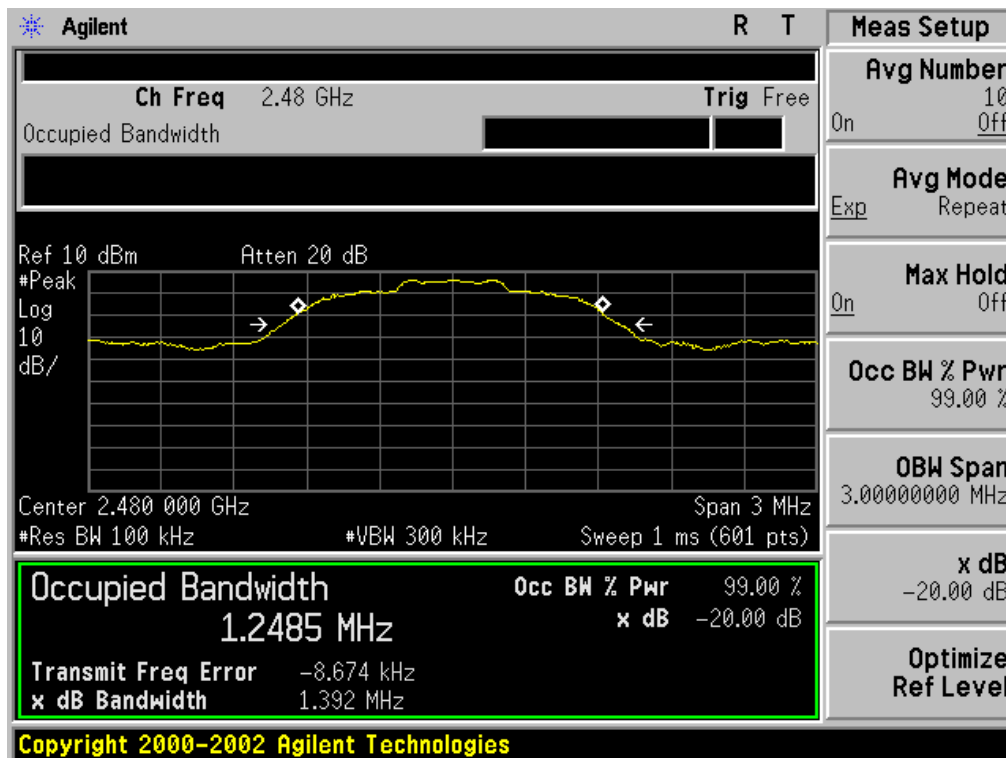 Agilent R T Meas Setup
Avg Number
10
On Off
Ch Freq 2.48 GHz Trig Free
Occupied Bandwidth
Avg Mode
Exp Repeat
Ref 10 dBm Atten 20 dB
#Peak
Log
10
dB/
Max Hold
On Off
Occ BW % Pwr
99.00 %
OBW Span
3.00000000 MHz
Center 2.480 000 GHz Span 3 MHz
#Res BW 100 kHz #VBW 300 kHz Sweep 1 ms (601 pts)
x dB
-20.00 dB
Occupied Bandwidth Occ BW % Pwr 99.00 %
1.2485 MHz x dB -20.00 dB
Transmit Freq Error -8.674 kHz
x dB Bandwidth 1.392 MHz
Optimize
Ref Level
Copyright 2000-2002 Agilent Technologies